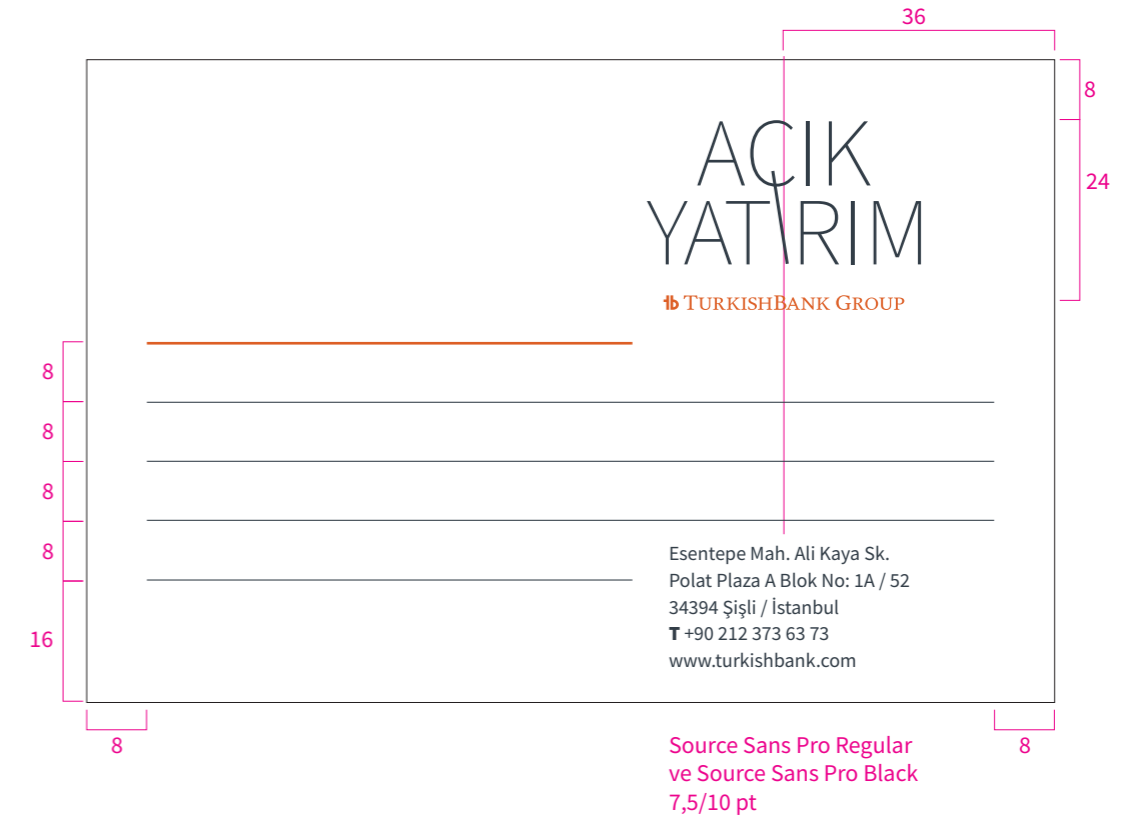 36
8
24
AÇIK
YATIRIM
tb TURKISHBANK GROUP
8
8
8
8
16
Esentepe Mah. Ali Kaya Sk.
Polat Plaza A Blok No: 1A / 52
34394 Şişli / İstanbul
T +90 212 373 63 73
www.turkishbank.com
8
8
Source Sans Pro Regular
ve Source Sans Pro Black
7,5/10 pt